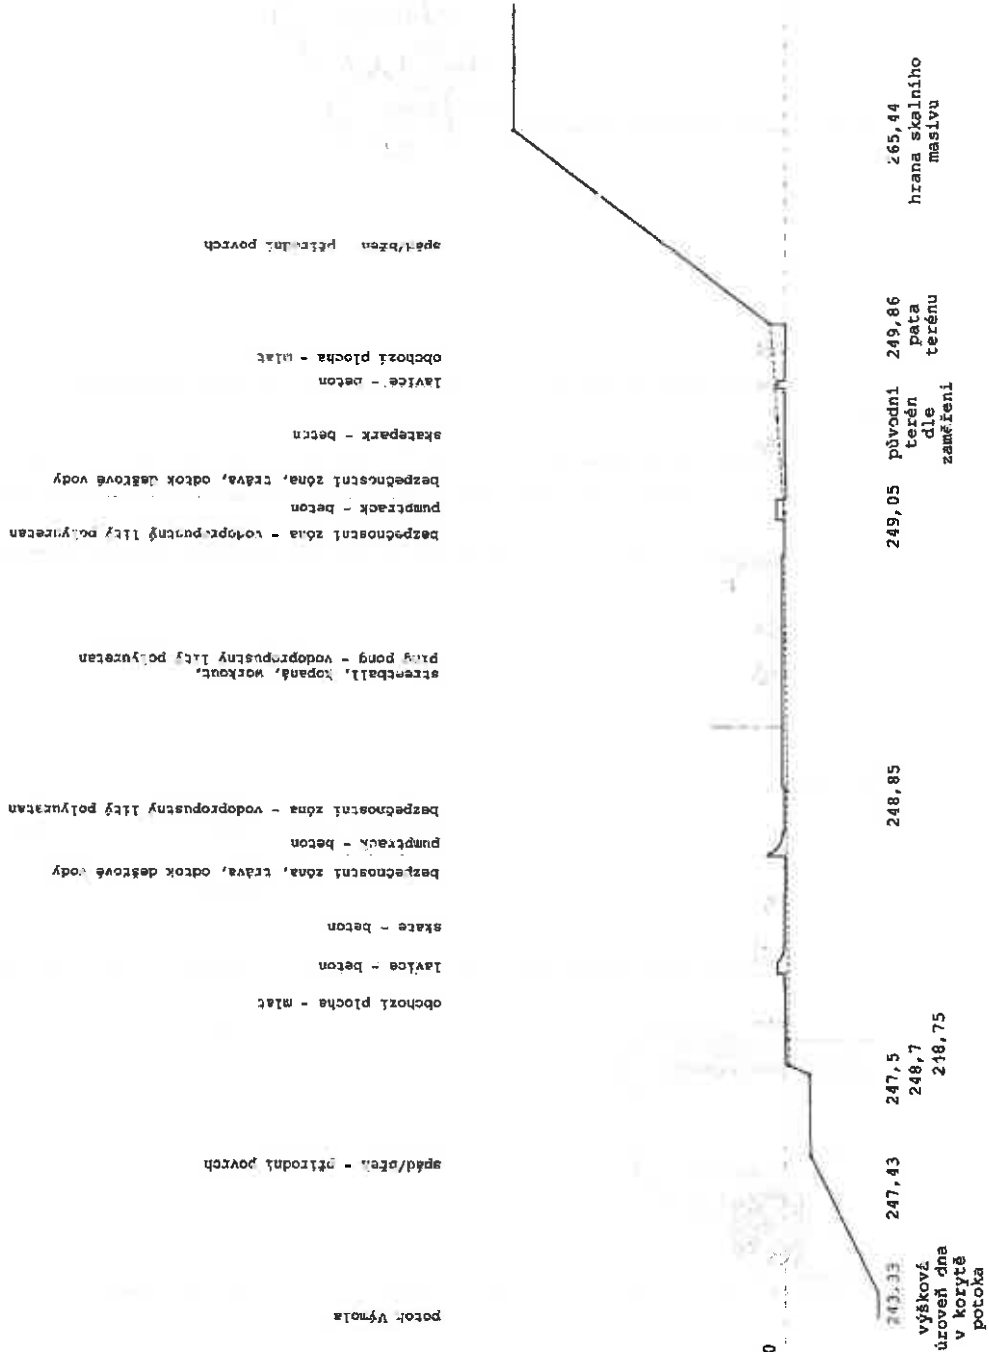 potok Výmola
spád/břeh - přírodní povrch
obchozí plocha - mlat
lavice - beton
skate - beton
bezpečnostní zóna, tráva, odtok dešťové vody
pumptrack - beton
bezpečnostní zóna - vodopropustný litý polyuretan
streetball, kopaná, workout,
ping pong - vodopropustný litý polyuretan
bezpečnostní zóna - vodopropustný litý polyuretan
pumptrack - beton
bezpečnostní zóna, tráva, odtok dešťové vody
skatepark - beton
lavice - beton
obchozí plocha - mlat
spád/břeh přírodní povrch
0
243,33
výšková
úroveň dna
v korytě
potoka
247,43
247,5
248,7
248,75
248,85
249,05
původní
terén
dle
zaměření
249,86
pata
terénu
265,44
hrana skalního
masivu